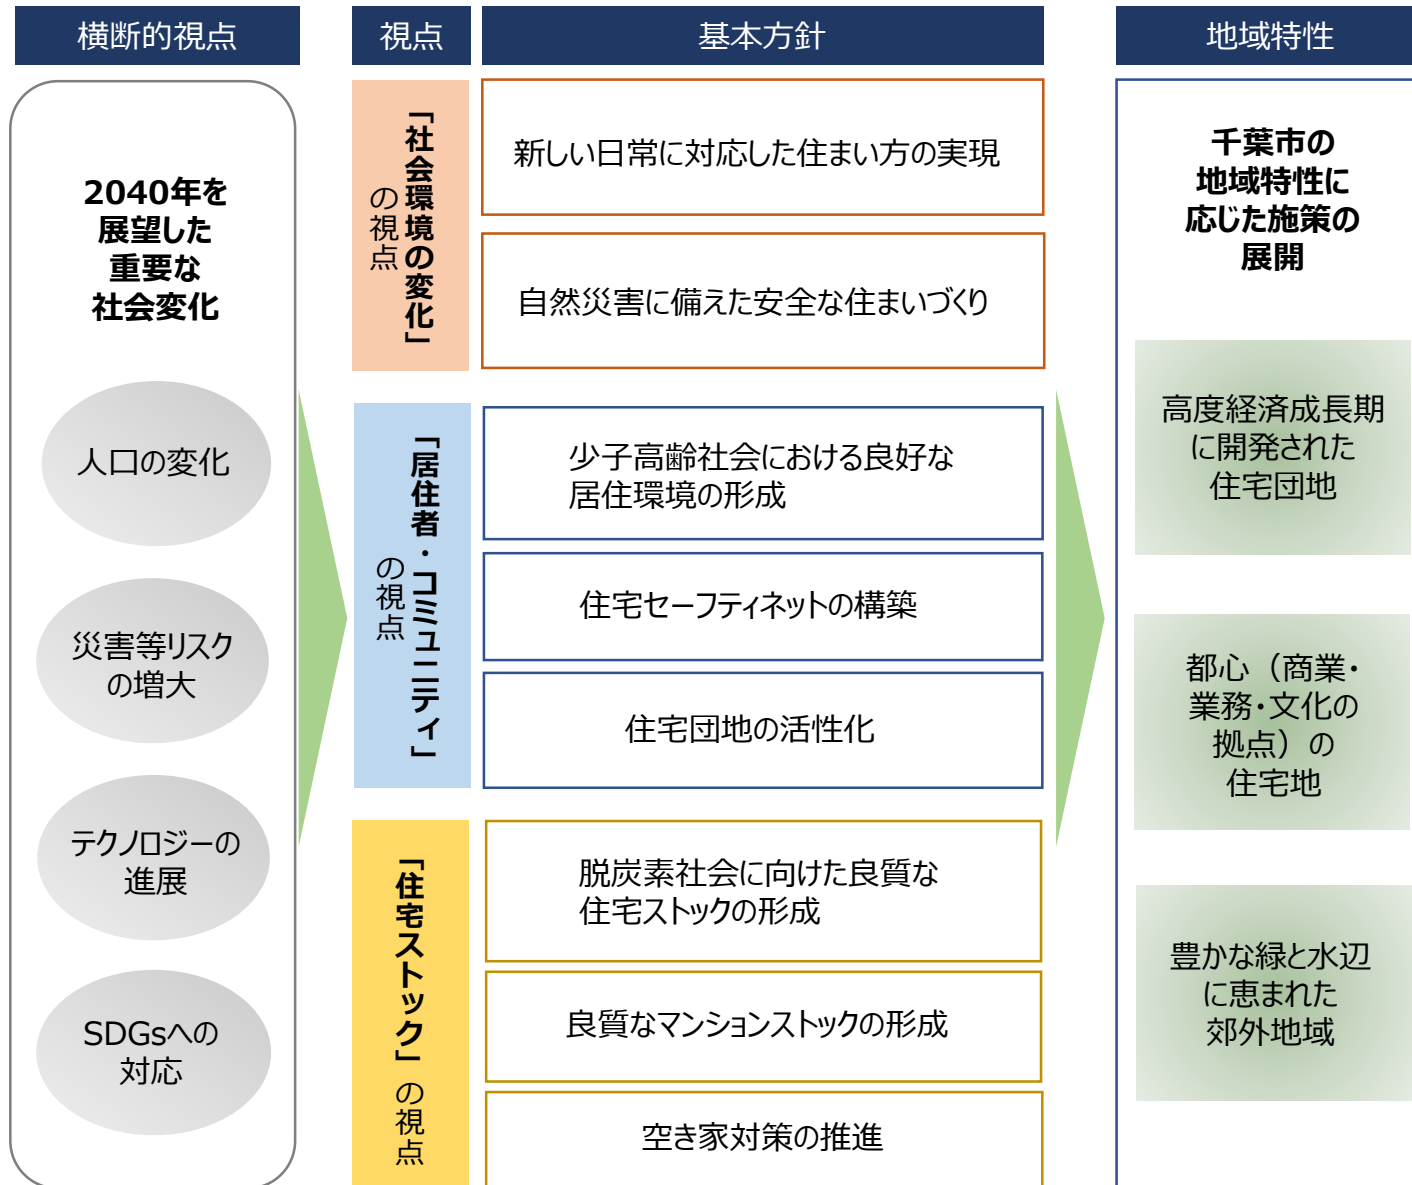 横断的視点
2040年を
展望した
重要な
社会変化
人口の変化
災害等リスク
の増大
テクノロジーの
進展
SDGsへの
対応
視点
基本方針
「社会環境の変化」
の視点
新しい日常に対応した住まい方の実現
自然災害に備えた安全な住まいづくり
「居住者・コミュニティ」
の視点
少子高齢社会における良好な
居住環境の形成
住宅セーフティネットの構築
住宅団地の活性化
「住宅ストック」の視点
脱炭素社会に向けた良質な
住宅ストックの形成
良質なマンションストックの形成
空き家対策の推進
地域特性
千葉市の
地域特性に
応じた施策の
展開
高度経済成長期
に開発された
住宅団地
都心（商業・
業務・文化の
拠点）の
住宅地
豊かな緑と水辺
に恵まれた
郊外地域